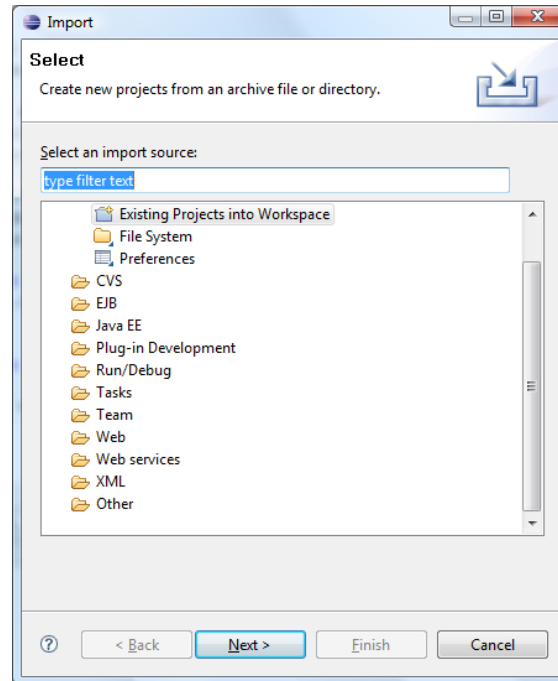 Import
Select
Create new projects from an archive file or directory.
Select an import source:
type filter text
Existing Projects into Workspace
File System
Preferences
CVS
EJB
Java EE
Plug-in Development
Run/Debug
Tasks
Team
Web
Web services
XML
Other
< Back Next > Finish Cancel